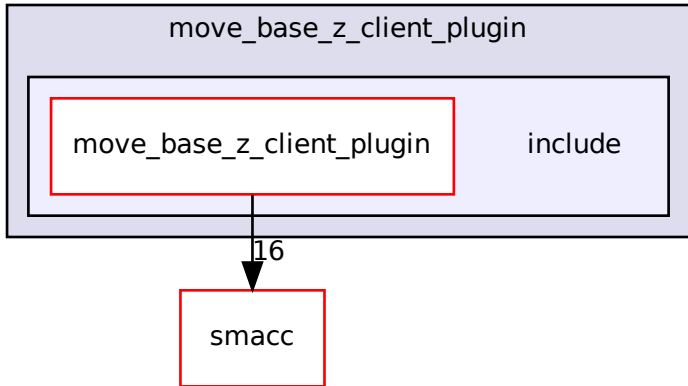 move_base_z_client_plugin
move_base_z_client_plugin
include
16
smacc